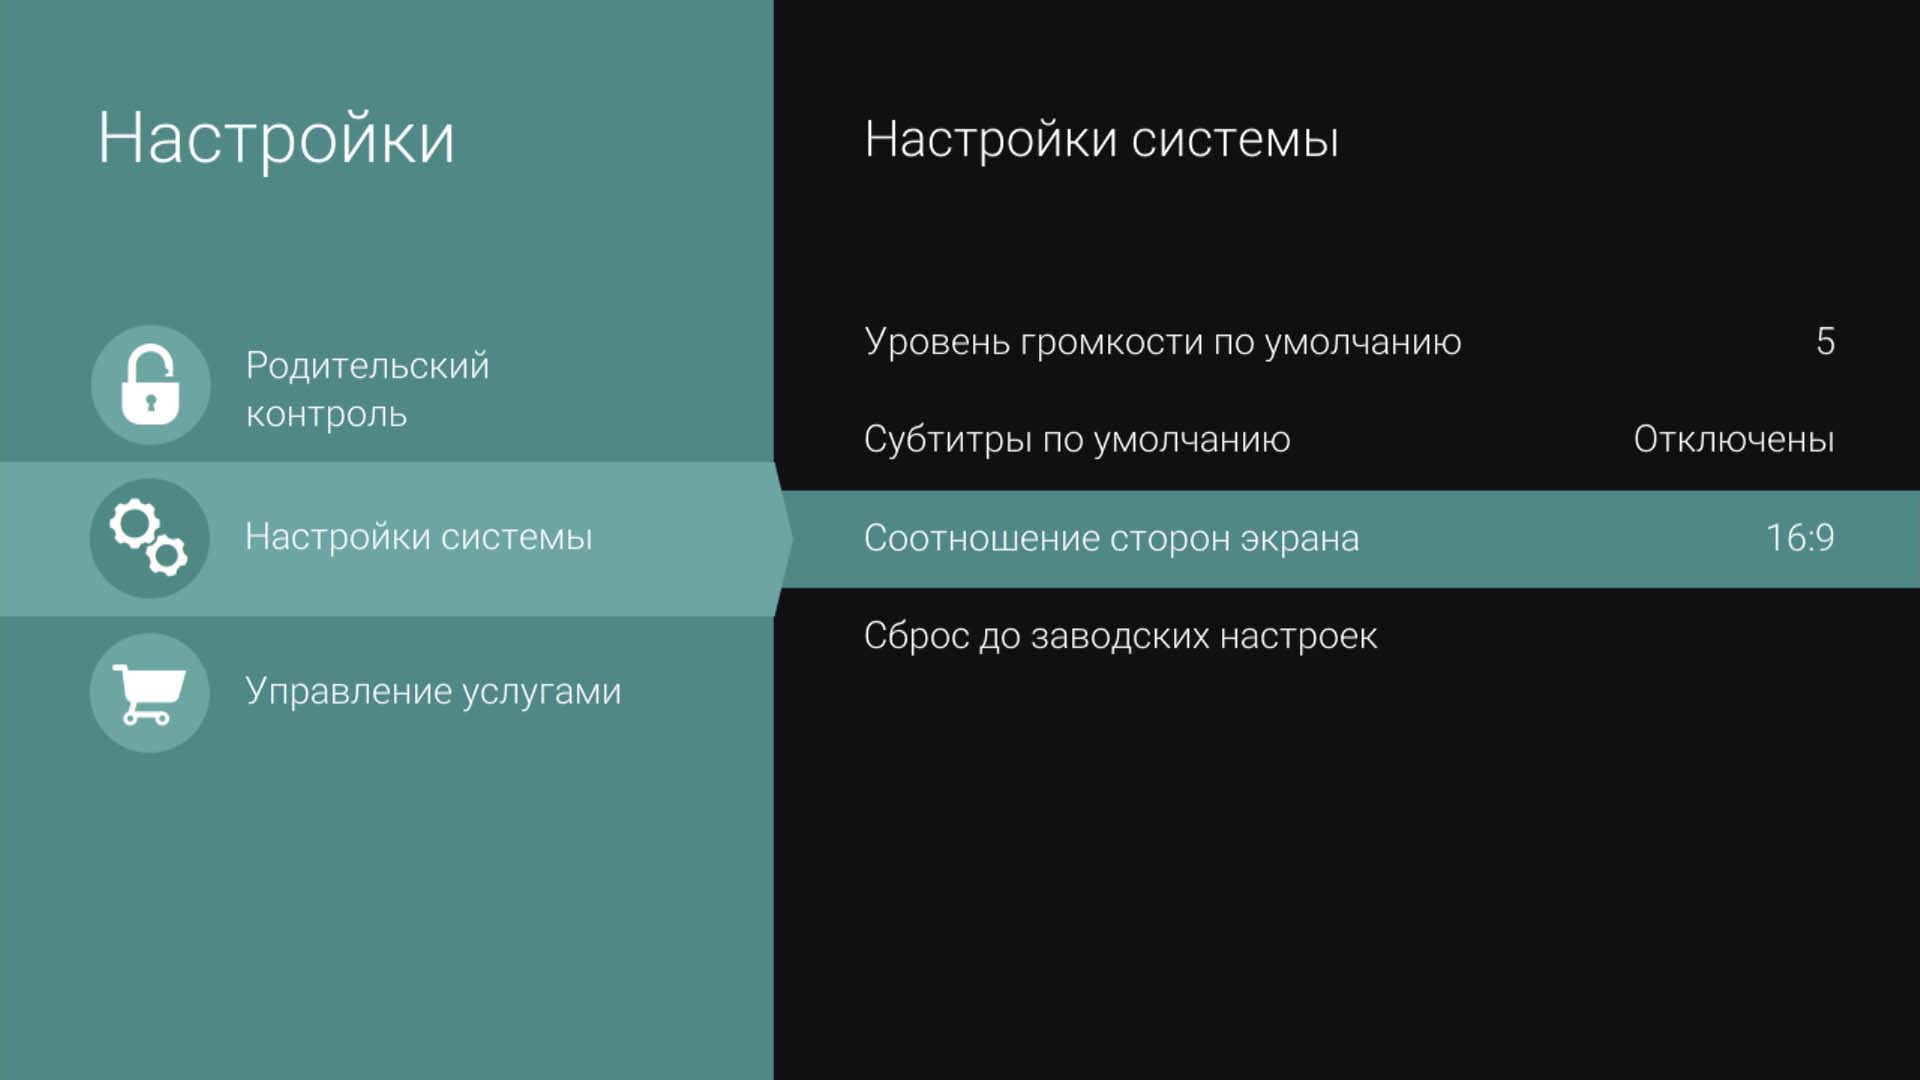 Настройки
Родительский
контроль
Настройки системы
Управление услугами
Настройки системы
Уровень громкости по умолчанию 5
Субтитры по умолчанию Отключены
Соотношение сторон экрана 16:9
Сброс до заводских настроек